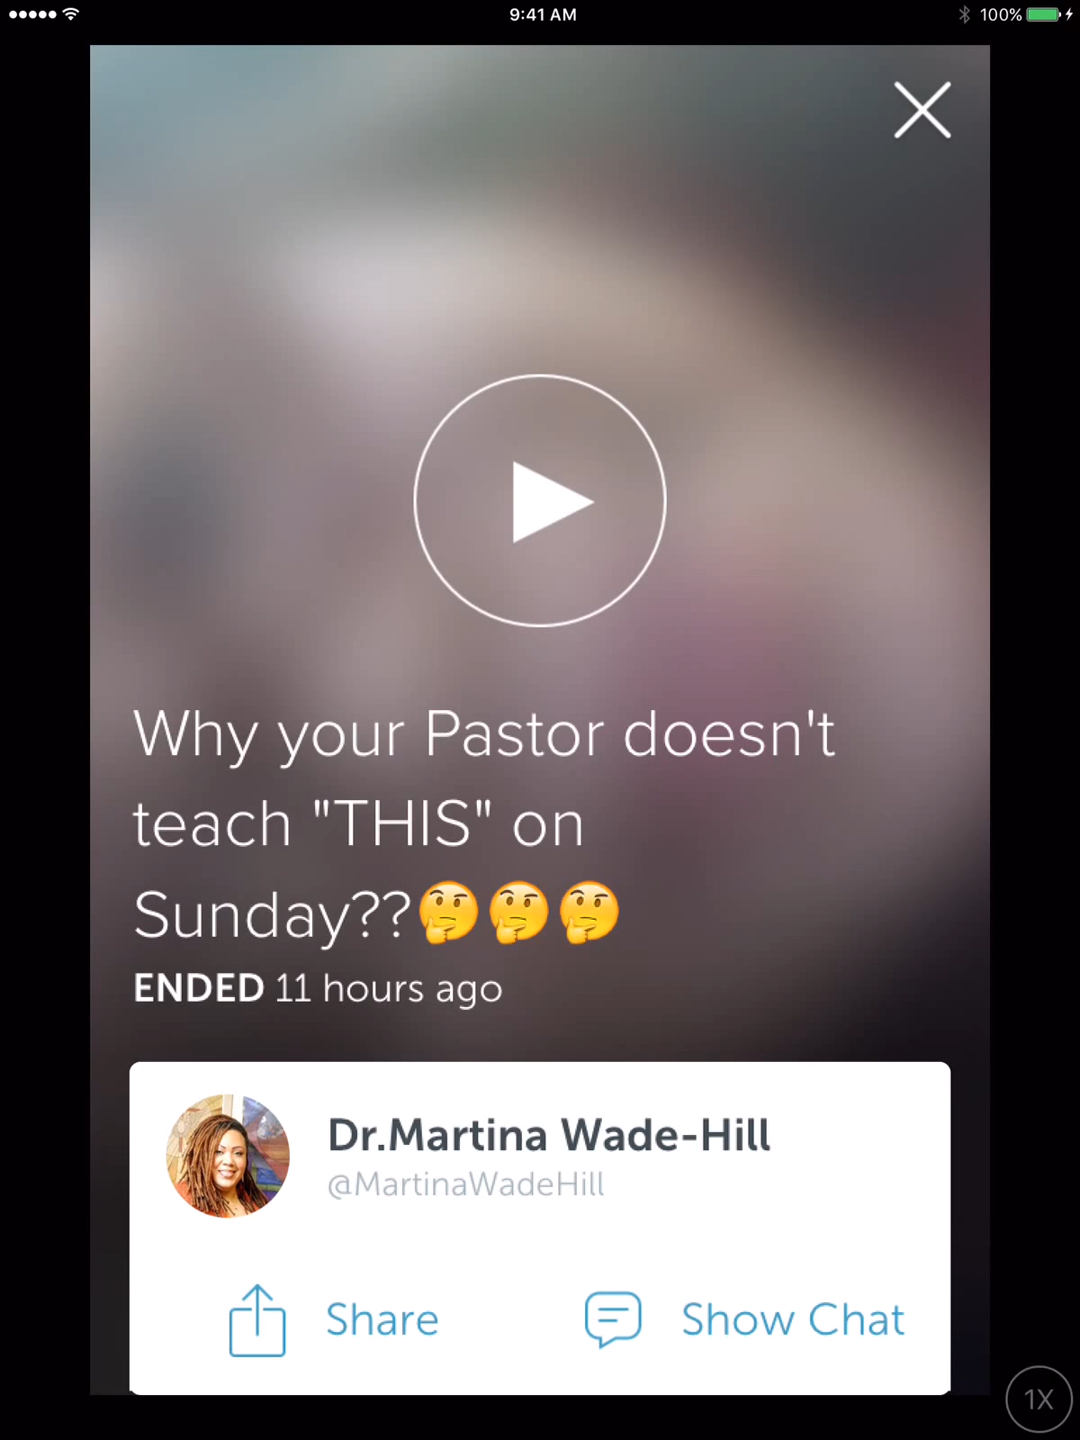 9:41 AM
100%
Why your Pastor doesn't
teach "THIS" on
Sunday??🤔🤔🤔
ENDED 11 hours ago
Dr.Martina Wade-Hill
@MartinaWadeHill
Share
Show Chat
1X